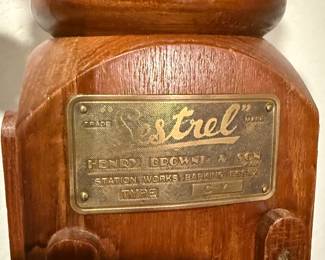 "Sestrel"
TRADE MARK
HENRY BROWNE & SON
STATION WORKS BARKING ESSEX
TYPE